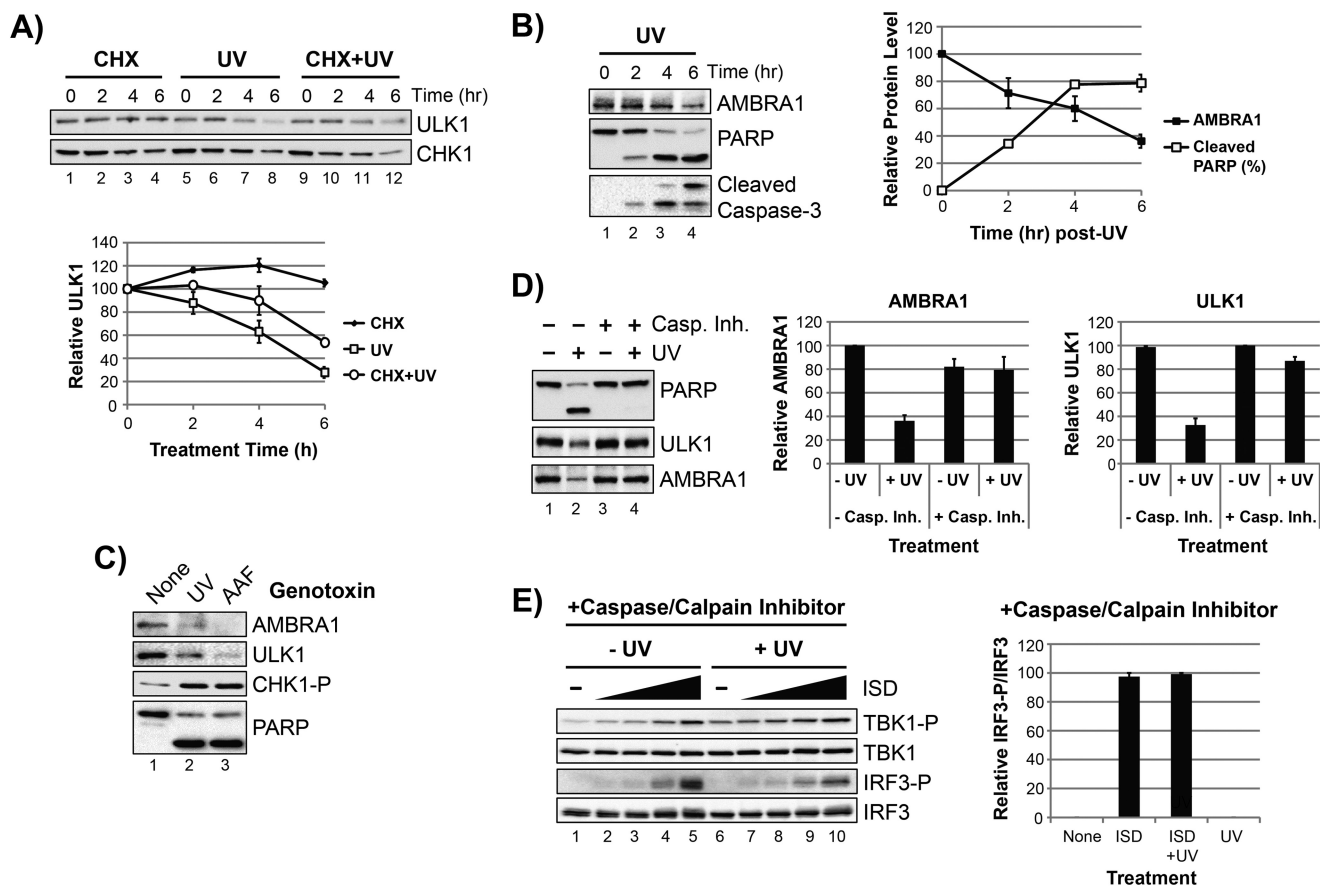 A)
CHX UV CHX+UV
0 2 4 6 0 2 4 6 0 2 4 6 Time (hr)
ULK1
CHK1
1 2 3 4 5 6 7 8 9 10 11 12
Relative ULK1
140
120
100
80
60
40
20
0
0 2 4 6
Treatment Time (h)
CHX
UV
CHX+UV
B)
UV
0 2 4 6 Time (hr)
AMBRA1
PARP
Cleaved
Caspase-3
1 2 3 4
Relative Protein Level
120
100
80
60
40
20
0
0 2 4 6
Time (hr) post-UV
AMBRA1
Cleaved
PARP (%)
C)
None UV AAF Genotoxin
AMBRA1
ULK1
CHK1-P
PARP
1 2 3
D)
– – + + Casp. Inh.
– + – + UV
PARP
ULK1
AMBRA1
1 2 3 4
AMBRA1
Relative AMBRA1
120
100
80
60
40
20
0
- UV + UV - UV + UV
- Casp. Inh. + Casp. Inh.
Treatment
ULK1
Relative ULK1
120
100
80
60
40
20
0
- UV + UV - UV + UV
- Casp. Inh. + Casp. Inh.
Treatment
E)
+Caspase/Calpain Inhibitor
- UV + UV
– – ISD
TBK1-P
TBK1
IRF3-P
IRF3
1 2 3 4 5 6 7 8 9 10
+Caspase/Calpain Inhibitor
Relative IRF3-P/IRF3
120
100
80
60
40
20
0
None ISD ISD UV
+UV
Treatment